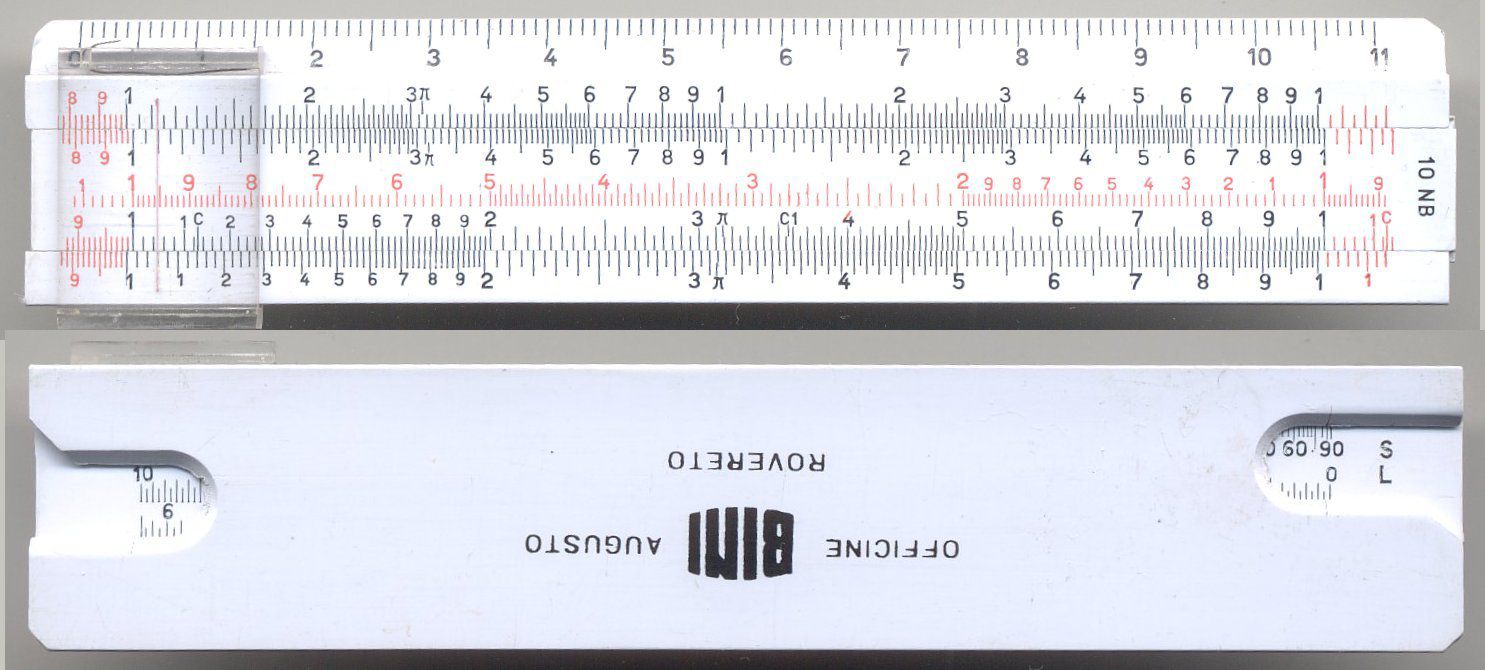 0 1 2 3 4 5 6 7 8 9 10 11
8 9 1 2 3π 4 5 6 7 8 9 1 2 3 4 5 6 7 8 9 1
8 9 1 2 3π 4 5 6 7 8 9 1 2 3 4 5 6 7 8 9 1
1 1 9 8 7 6 5 4 3 2 9 8 7 6 5 4 3 2 1 1 9
9 1 1 C 2 3 4 5 6 7 8 9 2 3 π C1 4 5 6 7 8 9 1 1 C
9 1 1 2 3 4 5 6 7 8 9 2 3 π 4 5 6 7 8 9 1 1
10 NB
OFFICINE BINI AUGUSTO
ROVERETO
10
6
60 90 S
0 L